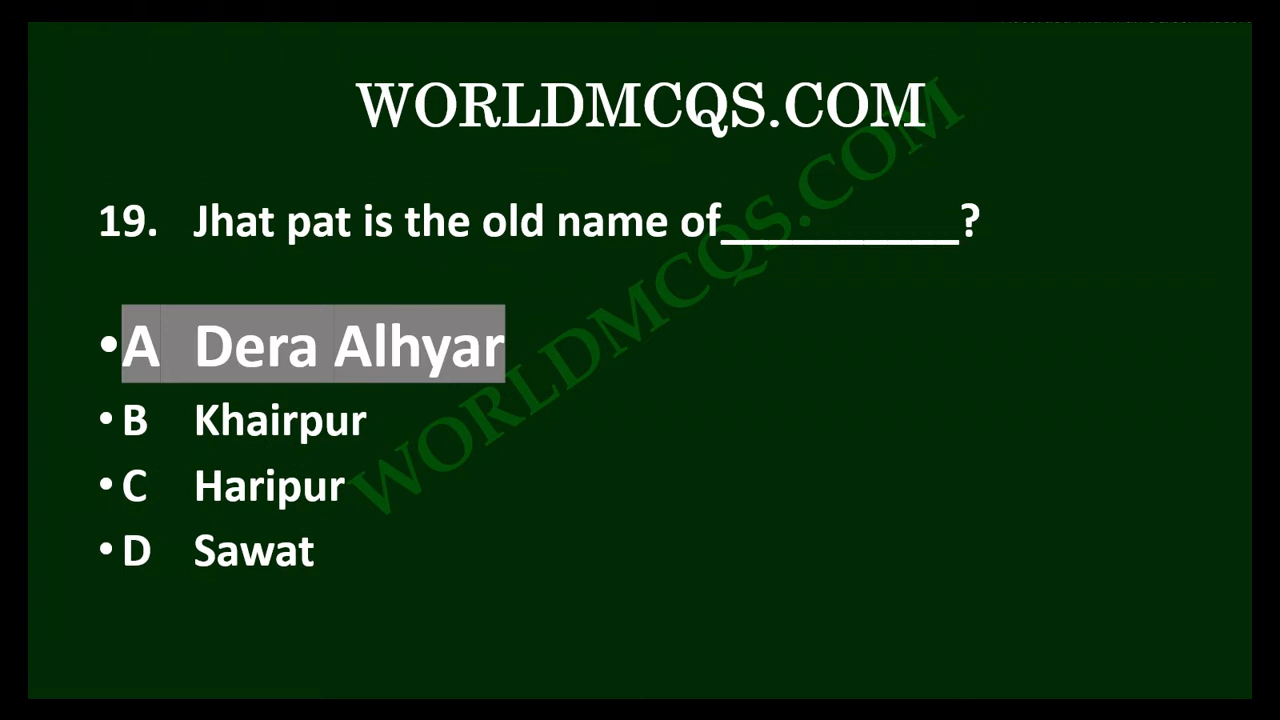 WORLDMCQS.COM
19. Jhat pat is the old name of__________?
•A Dera Alhyar
• B Khairpur
• C Haripur
• D Sawat
WORLDMCQS.COM